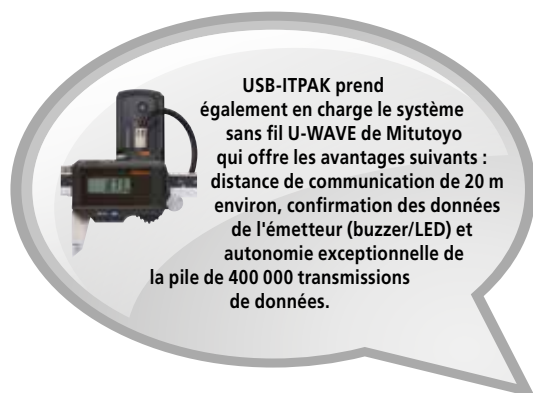 USB-ITPAK prend
également en charge le système
sans fil U-WAVE de Mitutoyo
qui offre les avantages suivants :
distance de communication de 20 m
environ, confirmation des données
de l'émetteur (buzzer/LED) et
autonomie exceptionnelle de
la pile de 400 000 transmissions
de données.